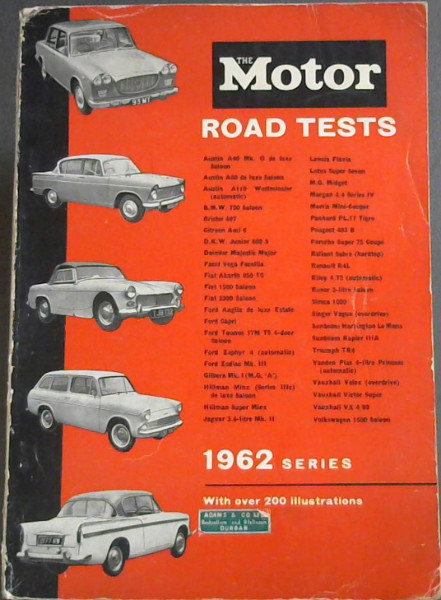 THE Motor
ROAD TESTS
Austin A40 Mk. II de luxe
Saloon
Austin A60 de luxe Saloon
Austin A110 Westminster
(automatic)
B.M.W. 700 Saloon
Bristol 407
Citroen Ami 6
D.K.W. Junior
Daimler Majestic Major
Facel Vega Facellia
Fiat Abarth 850 TC
Fiat 1500 Saloon
Fiat 2300 Saloon
Ford Anglia de luxe Estate
Ford Capri
Ford Taunus 17M TS 4-door
Saloon
Ford Zephyr 4 (automatic)
Ford Zodiac Mk. III
Gilbern Mk. I (M.G. 'A')
Hillman Minx (Series IIIc)
de luxe Saloon
Hillman Super Minx
Jaguar 3.4-litre Mk. II
Lancia Flavia
Lotus Super Seven
M.G. Midget
Morgan 4.4 Series IV
Morris Mini-Cooper
Panhard PL.17 Tigre
Peugeot 403 B
Porsche Super 75 Coupé
Reliant Sabre (hardtop)
Renault R4L
Riley 4/72 (automatic)
Rover 3-litre Saloon
Simca 1000
Singer Vogue (overdrive)
Sunbeam Harrington Le Mans
Sunbeam Rapier IIIA
Triumph TR4
Vanden Plas 4-litre Princess
(automatic)
Vauxhall Velox (overdrive)
Vauxhall Victor Super
Vauxhall VX 4/90
Volkswagen 1500 Saloon
1962 SERIES
With over 200 illustrations
ADAMS & CO LTD
Booksellers and Stationers
DURBAN